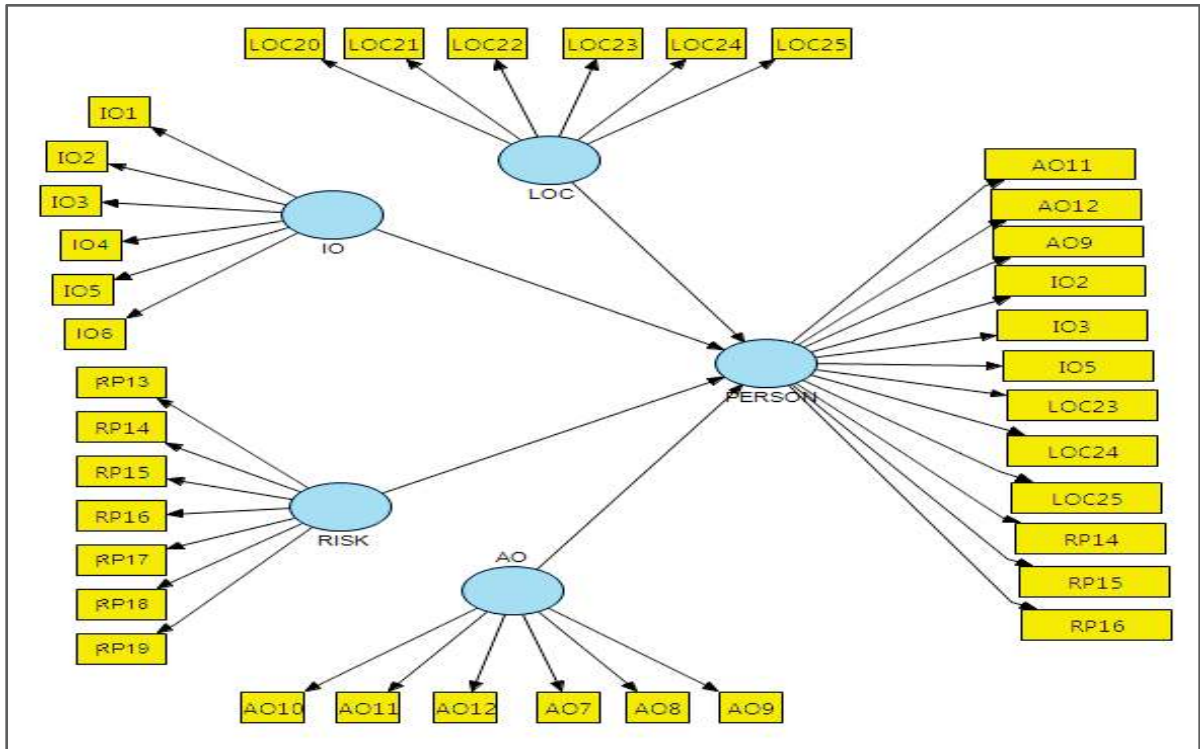 LOC20
LOC21
LOC22
LOC23
LOC24
LOC25
LOC
IO1
IO2
IO3
IO4
IO5
IO6
IO
RP13
RP14
RP15
RP16
RP17
RP18
RP19
RISK
AO
AO10
AO11
AO12
AO7
AO8
AO9
PERSON
AO11
AO12
AO9
IO2
IO3
IO5
LOC23
LOC24
LOC25
RP14
RP15
RP16